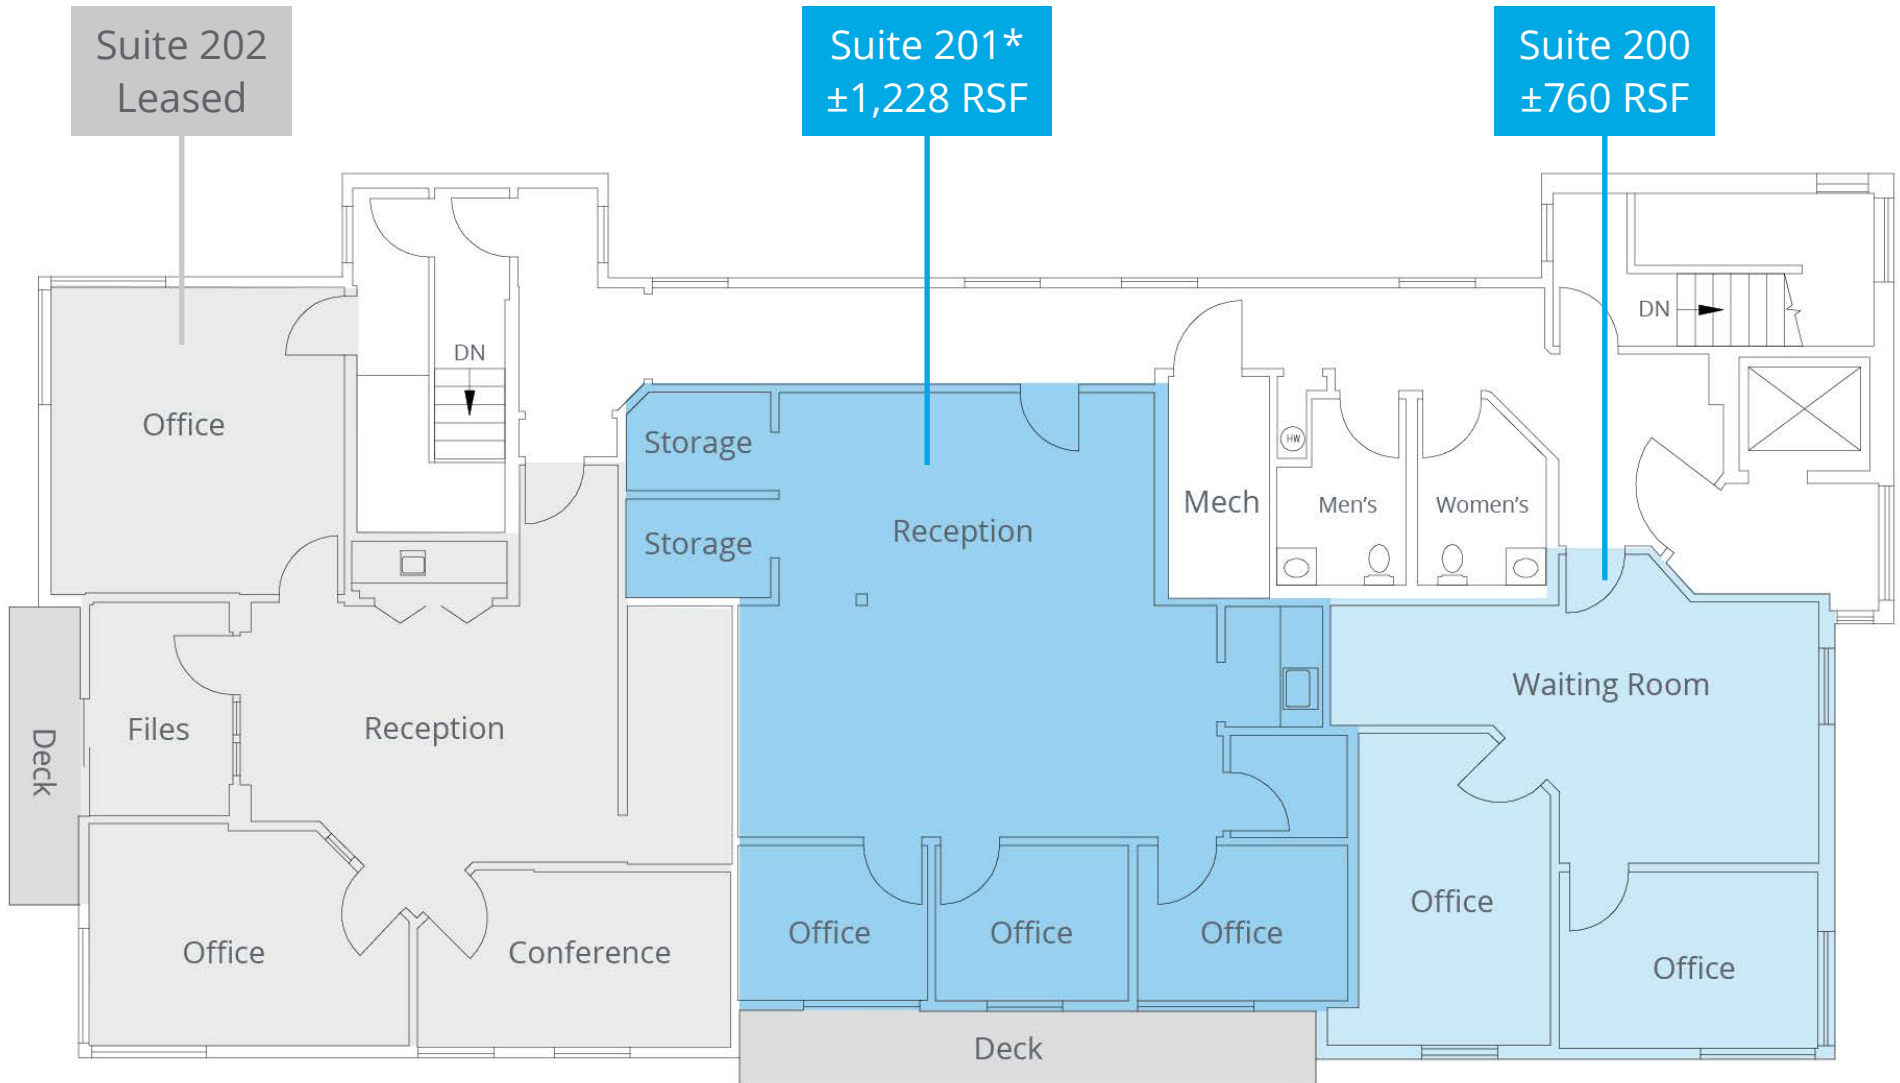 Suite 202
Leased
Suite 201*
±1,228 RSF
Suite 200
±760 RSF
DN
DN
Office
Storage
HW
Storage
Reception
Mech
Men's
Women's
Deck
Files
Reception
Waiting Room
Office
Conference
Office
Office
Office
Office
Office
Deck